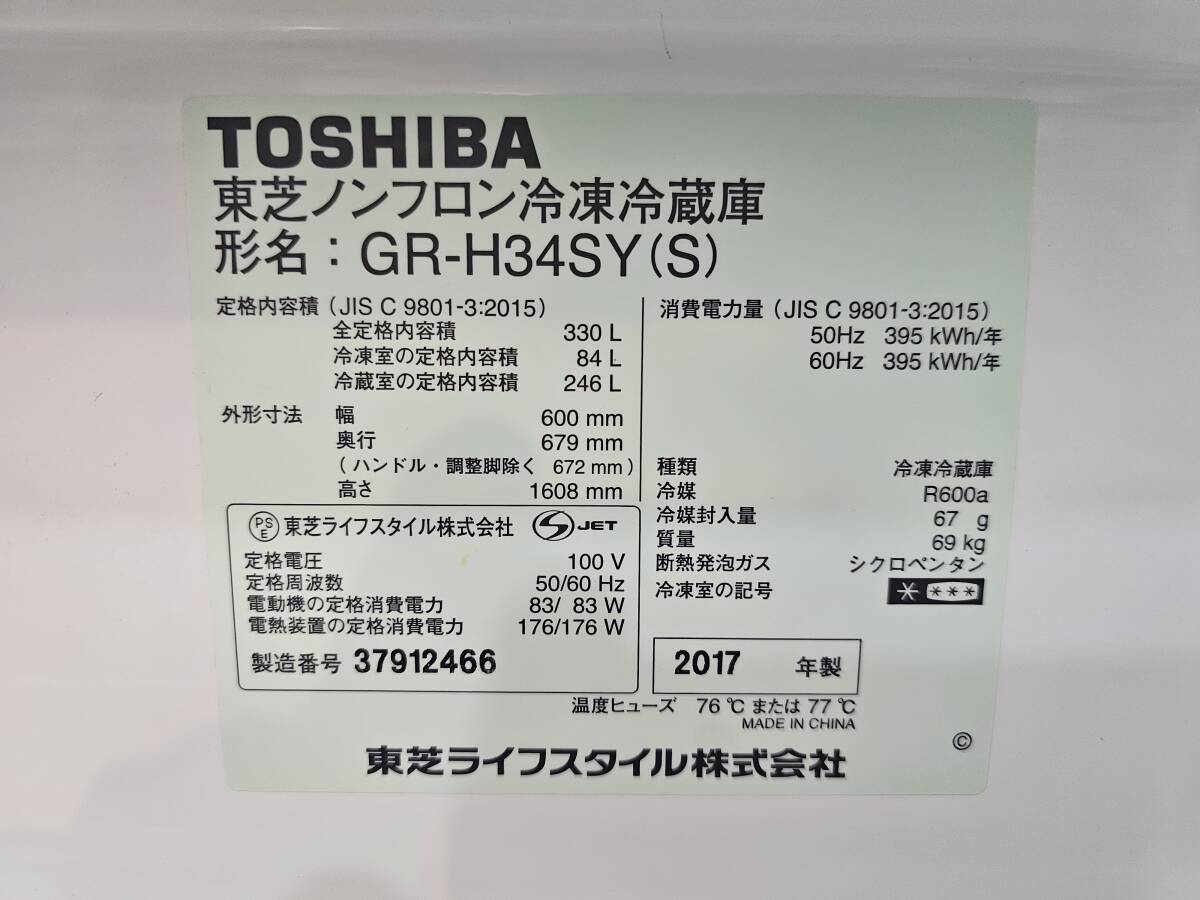 TOSHIBA
東芝ノンフロン冷凍冷蔵庫
形名：GR-H34SY(S)
定格内容積（JIS C 9801-3:2015）
全定格内容積 330 L
冷凍室の定格内容積 84 L
冷蔵室の定格内容積 246 L
外形寸法 幅 600 mm
奥行 679 mm
（ハンドル・調整脚除く 672 mm）
高さ 1608 mm
消費電力量（JIS C 9801-3:2015）
50Hz 395 kWh/年
60Hz 395 kWh/年
種類 冷凍冷蔵庫
冷媒 R600a
冷媒封入量 67 g
質量 69 kg
断熱発泡ガス シクロペンタン
冷凍室の記号 * ***
PSE 東芝ライフスタイル株式会社 S JET
定格電圧 100 V
定格周波数 50/60 Hz
電動機の定格消費電力 83/ 83 W
電熱装置の定格消費電力 176/176 W
製造番号 37912466
2017 年製
温度ヒューズ 76 ℃ または 77 ℃
MADE IN CHINA
©
東芝ライフスタイル株式会社